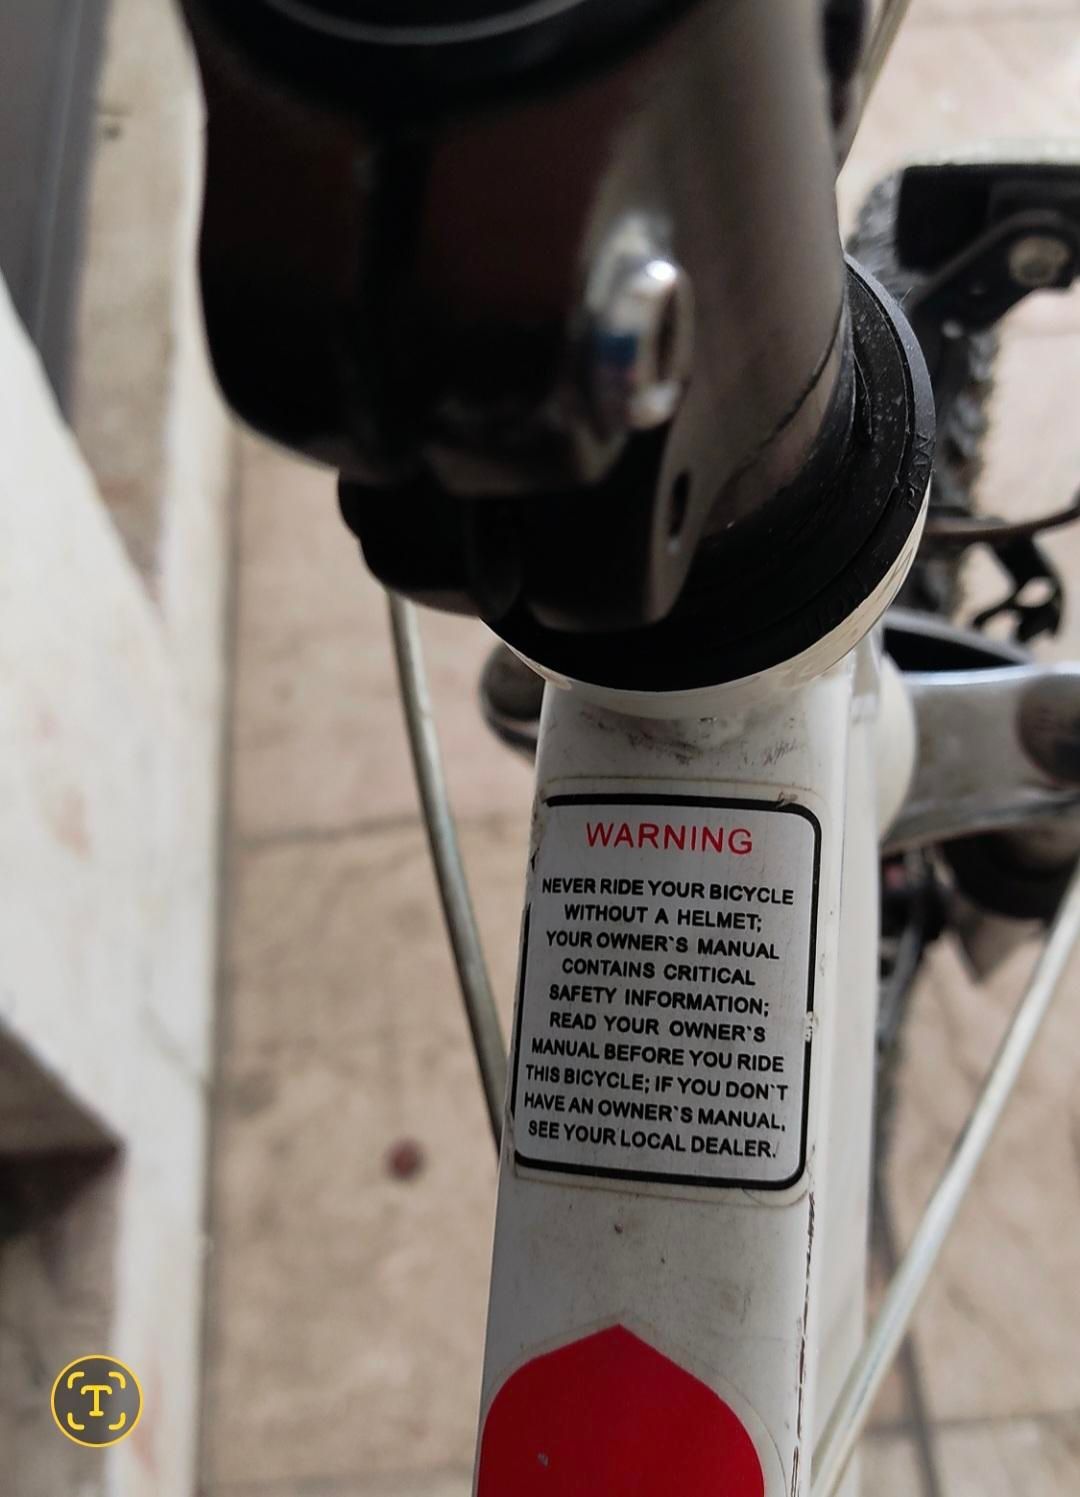 WARNING
NEVER RIDE YOUR BICYCLE
WITHOUT A HELMET;
YOUR OWNER`S MANUAL
CONTAINS CRITICAL
SAFETY INFORMATION;
READ YOUR OWNER`S
MANUAL BEFORE YOU RIDE
THIS BICYCLE; IF YOU DON`T
HAVE AN OWNER`S MANUAL,
SEE YOUR LOCAL DEALER.
T